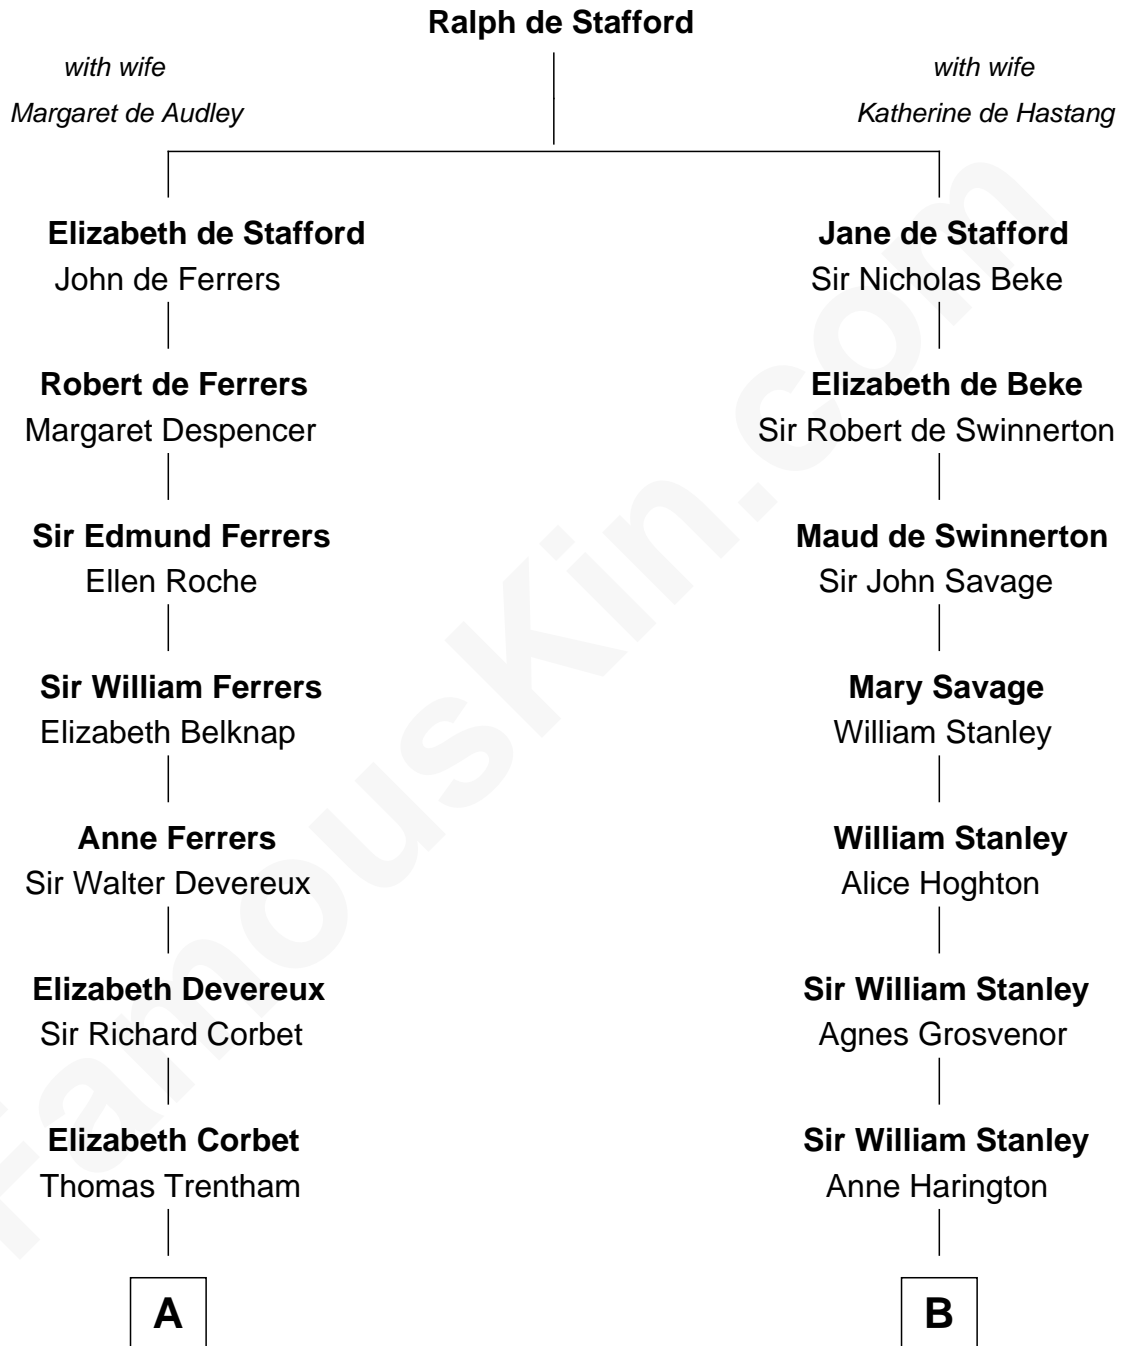 Ralph de Stafford
with wife
Margaret de Audley
with wife
Katherine de Hastang
Elizabeth de Stafford
John de Ferrers
Jane de Stafford
Sir Nicholas Beke
Robert de Ferrers
Margaret Despencer
Elizabeth de Beke
Sir Robert de Swinnerton
Sir Edmund Ferrers
Ellen Roche
Maud de Swinnerton
Sir John Savage
Sir William Ferrers
Elizabeth Belknap
Mary Savage
William Stanley
Anne Ferrers
Sir Walter Devereux
William Stanley
Alice Hoghton
Elizabeth Devereux
Sir Richard Corbet
Sir William Stanley
Agnes Grosvenor
Elizabeth Corbet
Thomas Trentham
Sir William Stanley
Anne Harington
A
B
FamousKin.com